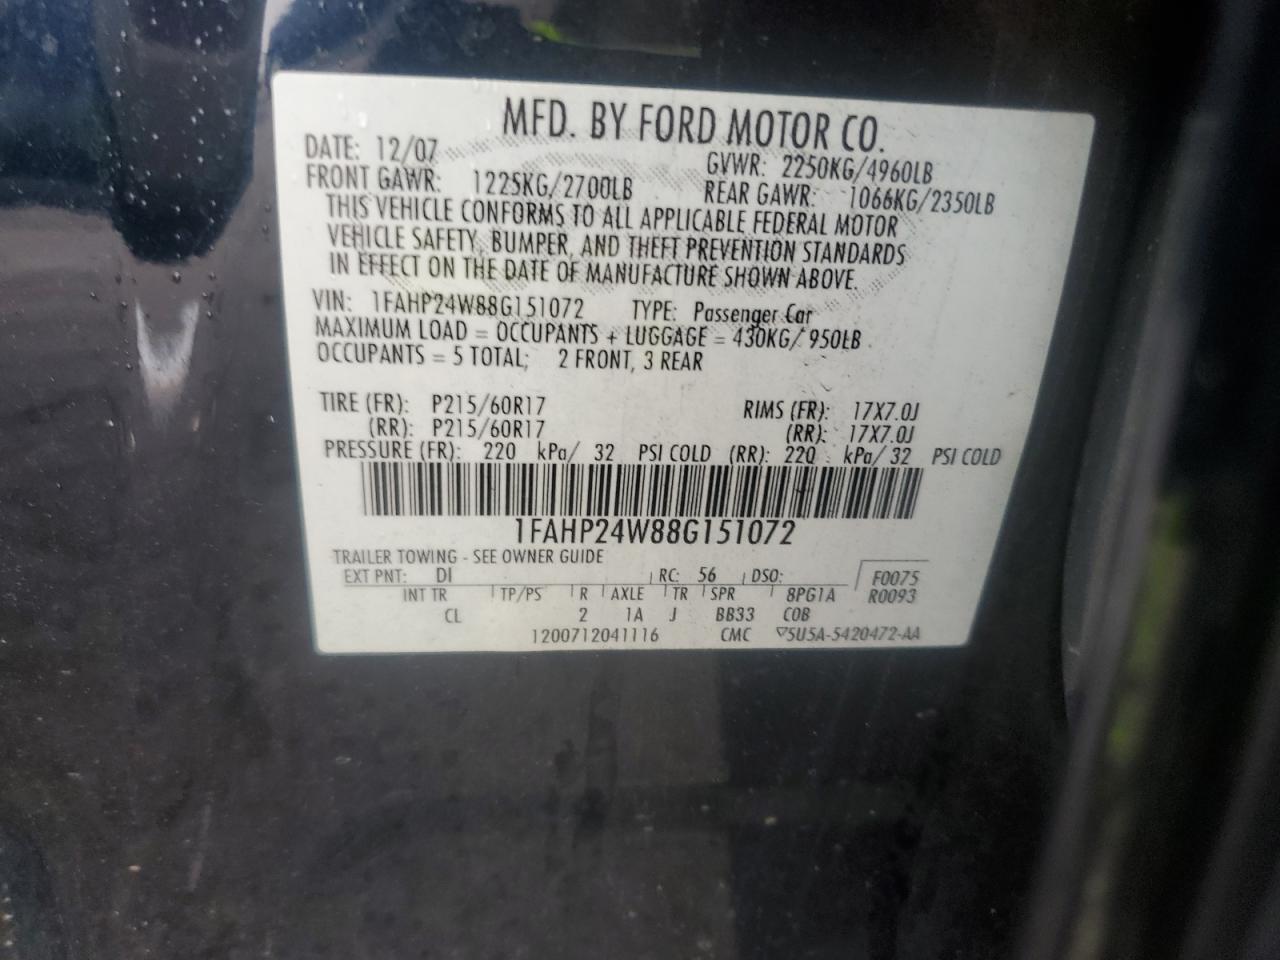 MFD. BY FORD MOTOR CO.
DATE: 12/07 GVWR: 2250KG/4960LB
FRONT GAWR: 1225KG/2700LB REAR GAWR: 1066KG/2350LB
THIS VEHICLE CONFORMS TO ALL APPLICABLE FEDERAL MOTOR
VEHICLE SAFETY, BUMPER, AND THEFT PREVENTION STANDARDS
IN EFFECT ON THE DATE OF MANUFACTURE SHOWN ABOVE.
VIN: 1FAHP24W88G151072 TYPE: Passenger Car
MAXIMUM LOAD = OCCUPANTS + LUGGAGE = 430KG/ 950LB
OCCUPANTS = 5 TOTAL; 2 FRONT, 3 REAR
TIRE (FR): P215/60R17 RIMS (FR): 17X7.0J
(RR): P215/60R17 (RR): 17X7.0J
PRESSURE (FR): 220 kPa/ 32 PSI COLD (RR): 220 kPa/ 32 PSI COLD
1FAHP24W88G151072
TRAILER TOWING - SEE OWNER GUIDE
EXT PNT: DI RC: 56 DSO: F0075
INT TR TP/PS R AXLE TR SPR 8PG1A R0093
CL 2 1A J BB33 COB
1200712041116 CMC ▽5U5A-5420472-AA